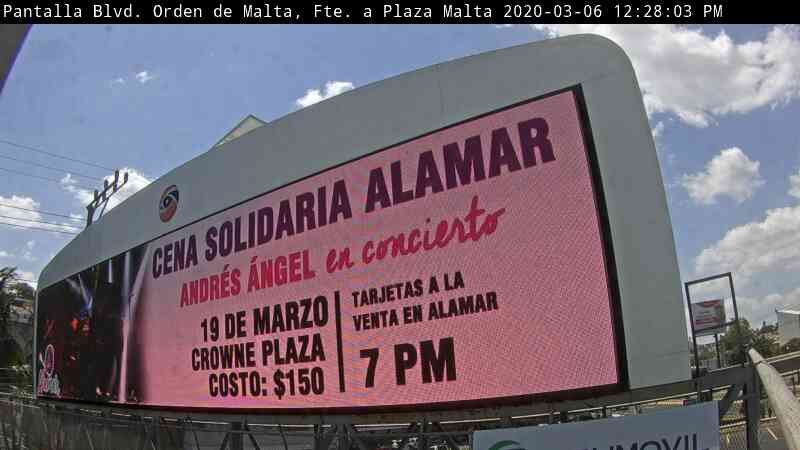 Pantalla Blvd. Orden de Malta, Fte. a Plaza Malta 2020-03-06 12:28:03 PM
CENA SOLIDARIA ALAMAR
ANDRÉS ÁNGEL en concierto
19 DE MARZO
CROWNE PLAZA
COSTO: $150
TARJETAS A LA
VENTA EN ALAMAR
7 PM